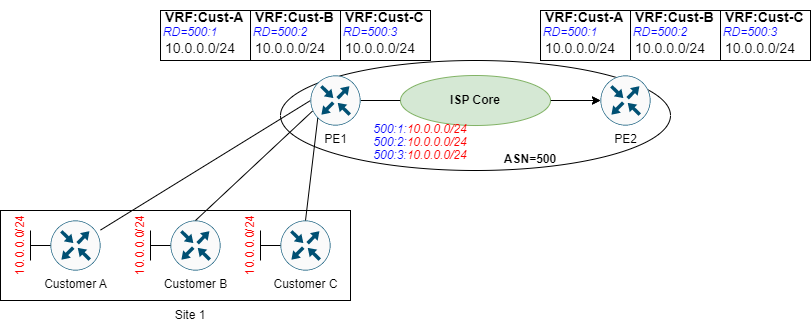 VRF:Cust-A VRF:Cust-B VRF:Cust-C
RD=500:1 RD=500:2 RD=500:3
10.0.0.0/24 10.0.0.0/24 10.0.0.0/24
VRF:Cust-A VRF:Cust-B VRF:Cust-C
RD=500:1 RD=500:2 RD=500:3
10.0.0.0/24 10.0.0.0/24 10.0.0.0/24
ISP Core
PE1
PE2
500:1:10.0.0.0/24
500:2:10.0.0.0/24
500:3:10.0.0.0/24
ASN=500
10.0.0.0/24
10.0.0.0/24
10.0.0.0/24
Customer A
Customer B
Customer C
Site 1